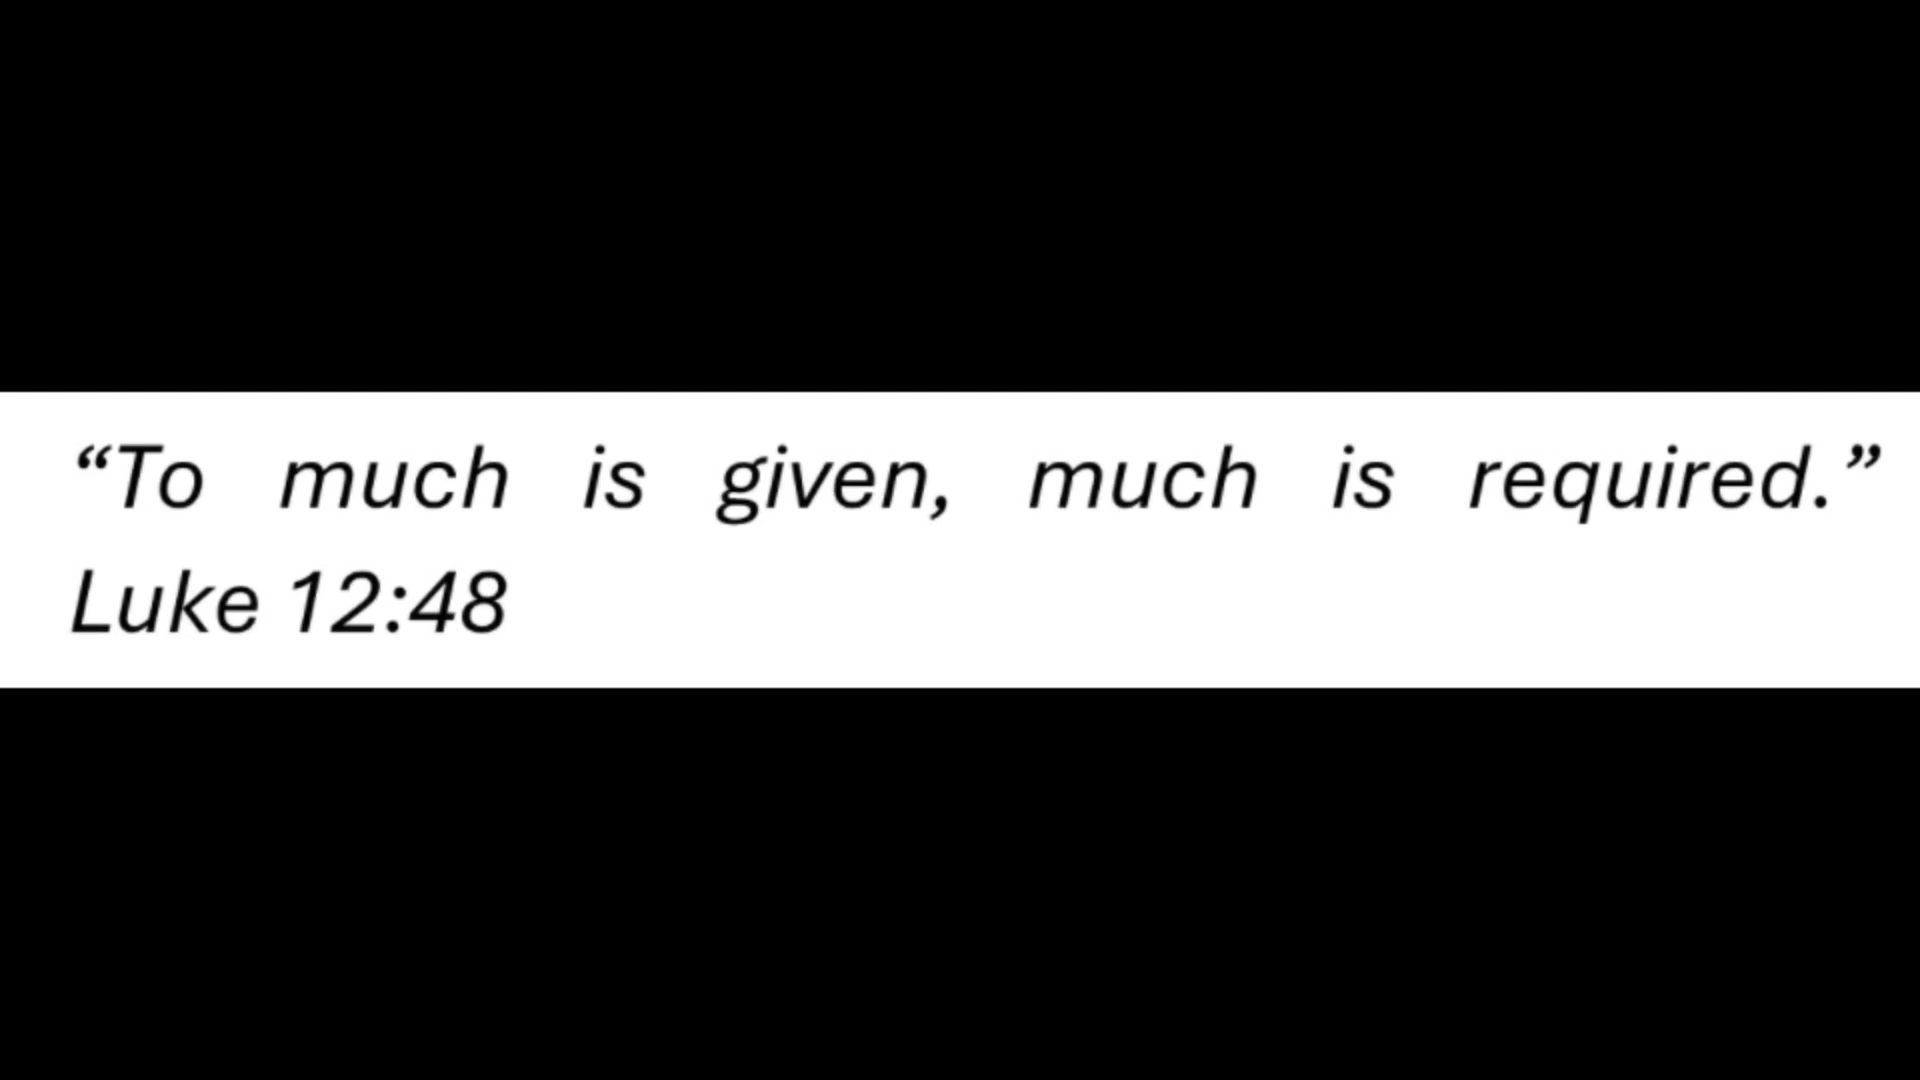 “To much is given, much is required.”
Luke 12:48